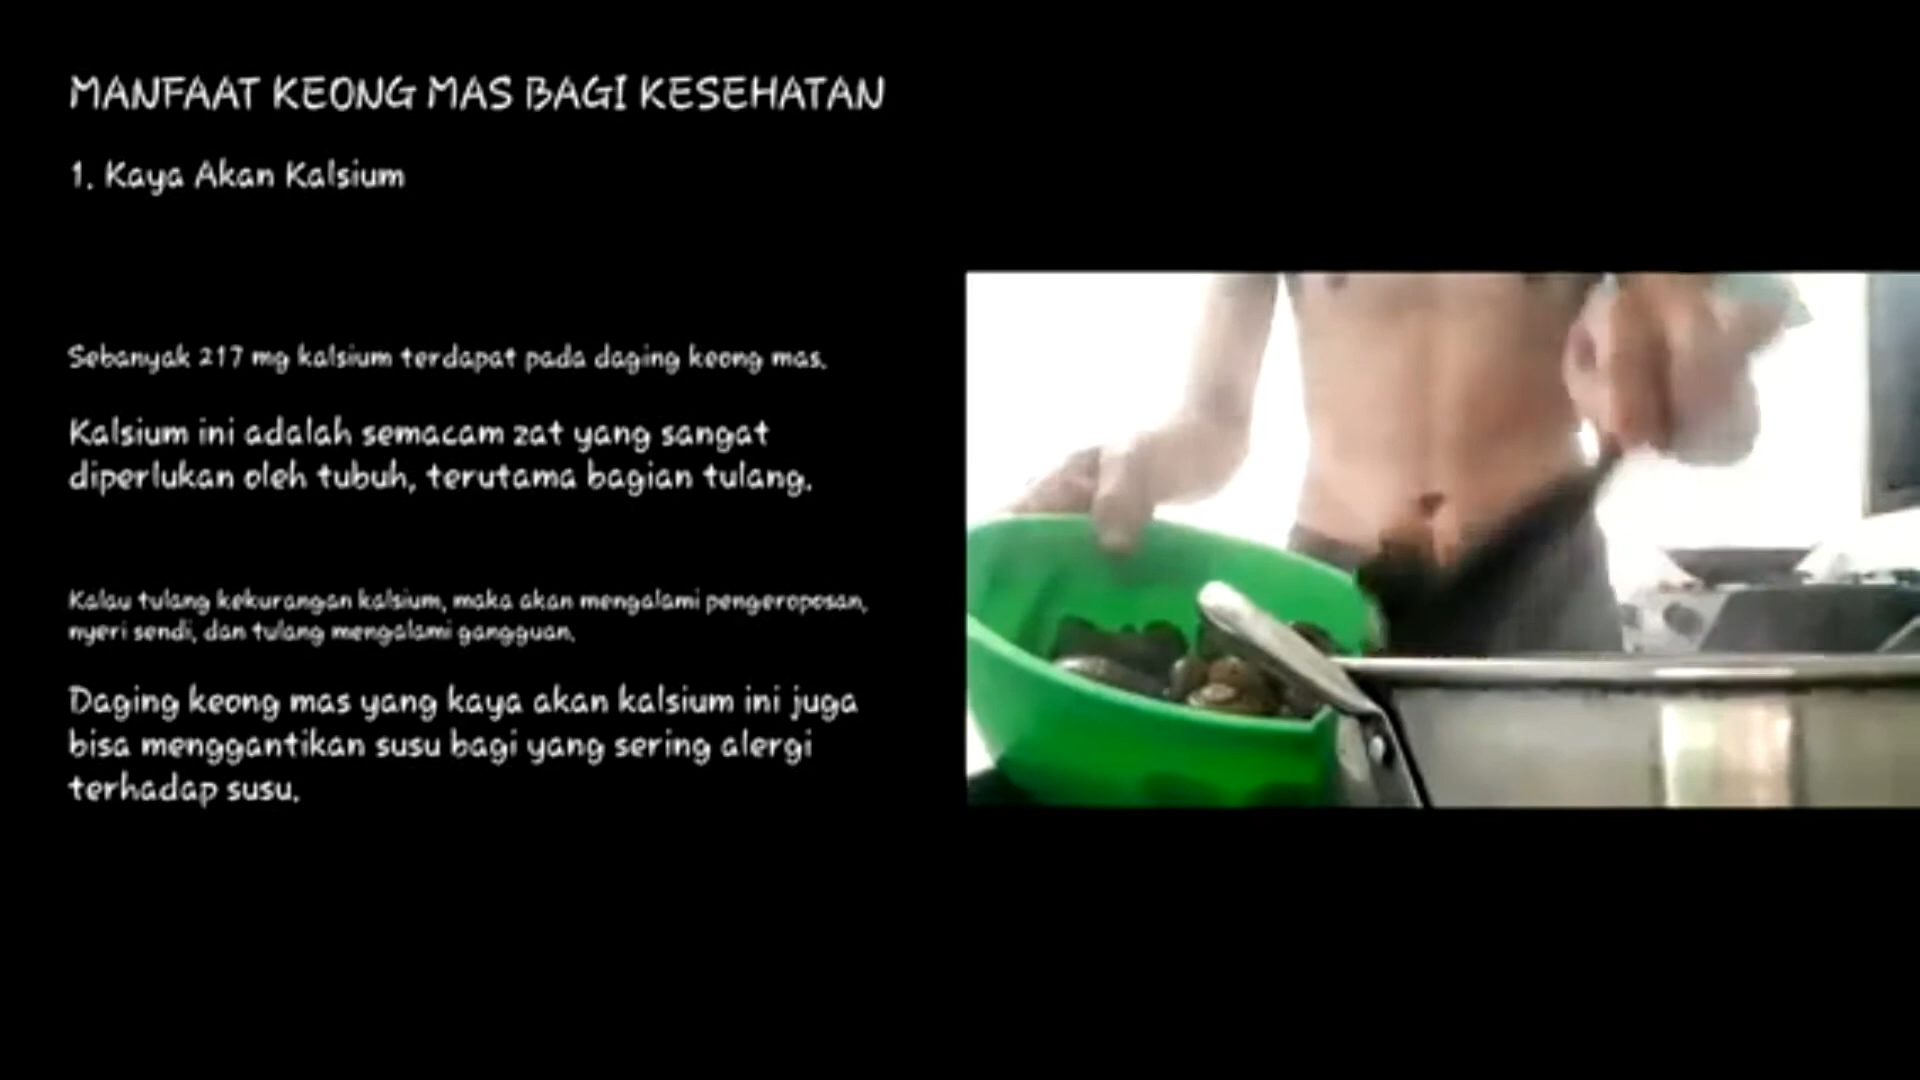 MANFAAT KEONG MAS BAGI KESEHATAN
1. Kaya Akan Kalsium
Sebanyak 217 mg kalsium terdapat pada daging keong mas.
Kalsium ini adalah semacam zat yang sangat
diperlukan oleh tubuh, terutama bagian tulang.
Kalau tulang kekurangan kalsium, maka akan mengalami pengeroposan,
nyeri sendi, dan tulang mengalami gangguan.
Daging keong mas yang kaya akan kalsium ini juga
bisa menggantikan susu bagi yang sering alergi
terhadap susu.